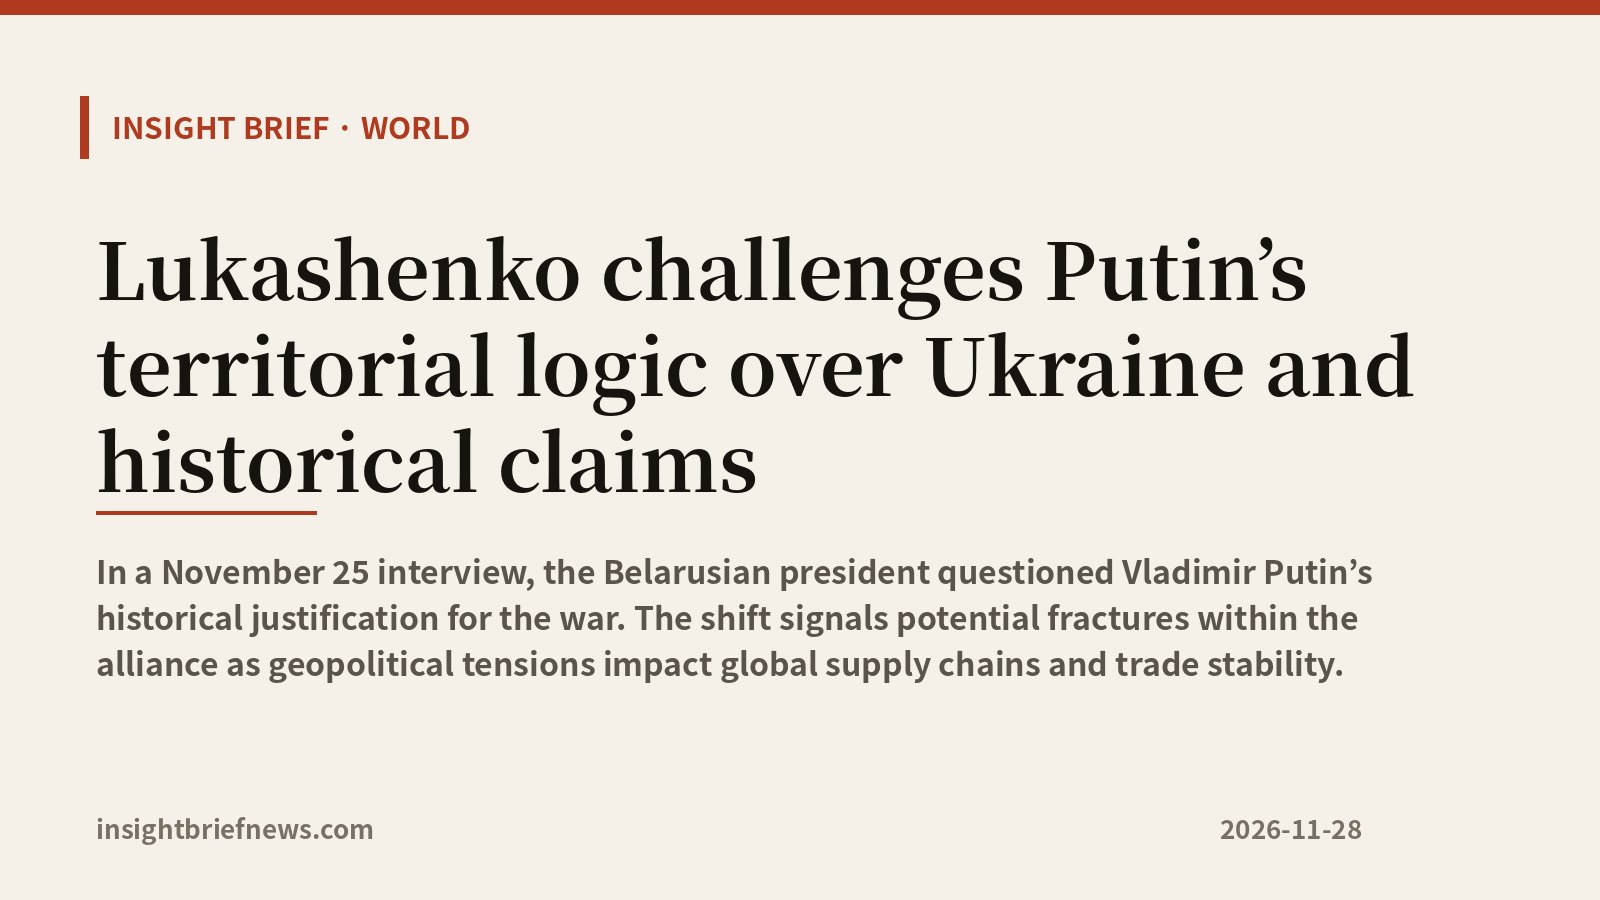 INSIGHT BRIEF · WORLD
Lukashenko challenges Putin’s
territorial logic over Ukraine and
historical claims
In a November 25 interview, the Belarusian president questioned Vladimir Putin’s
historical justification for the war. The shift signals potential fractures within the
alliance as geopolitical tensions impact global supply chains and trade stability.
insightbriefnews.com
2026-11-28